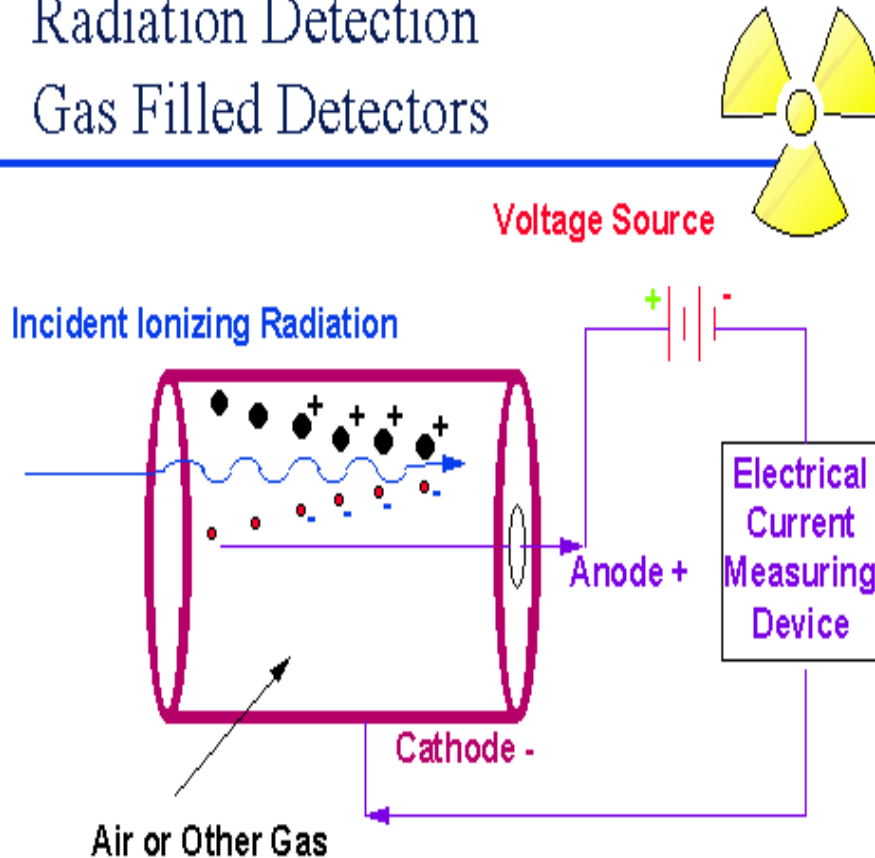 Radiation Detection
Gas Filled Detectors
Voltage Source
+ -
Incident Ionizing Radiation
+ + + +
- - - -
Electrical
Current
Measuring
Device
Anode +
Cathode -
Air or Other Gas